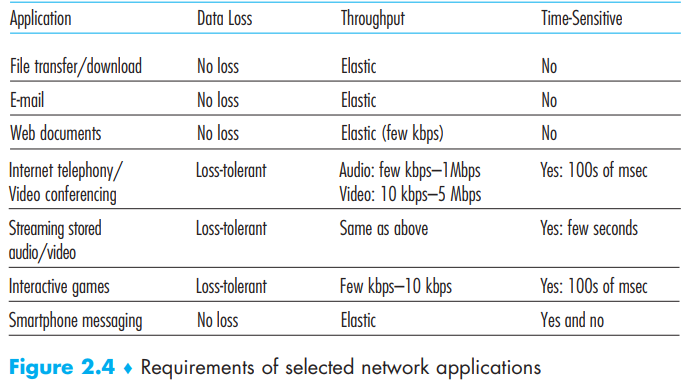 Application Data Loss Throughput Time-Sensitive
File transfer/download No loss Elastic No
E-mail No loss Elastic No
Web documents No loss Elastic (few kbps) No
Internet telephony/ Loss-tolerant Audio: few kbps–1Mbps Yes: 100s of msec
Video conferencing Video: 10 kbps–5 Mbps
Streaming stored Loss-tolerant Same as above Yes: few seconds
audio/video
Interactive games Loss-tolerant Few kbps–10 kbps Yes: 100s of msec
Smartphone messaging No loss Elastic Yes and no
Figure 2.4 ♦ Requirements of selected network applications